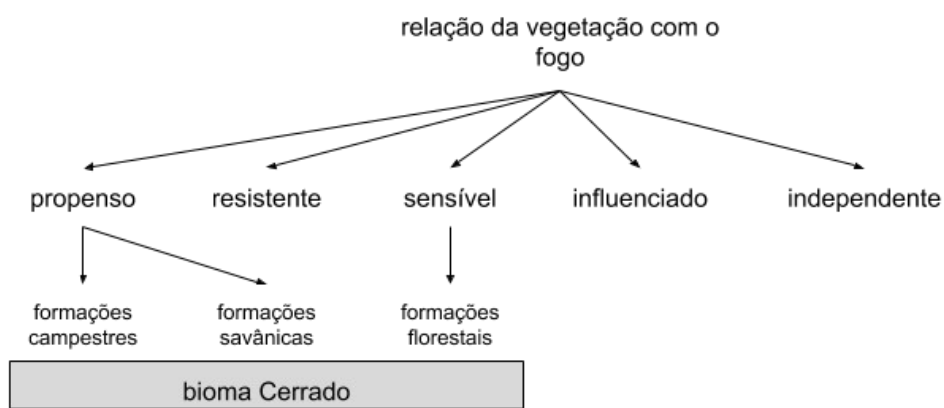 relação da vegetação com o
fogo
propenso resistente sensível influenciado independente
formações formações formações
campestres savânicas florestais
bioma Cerrado